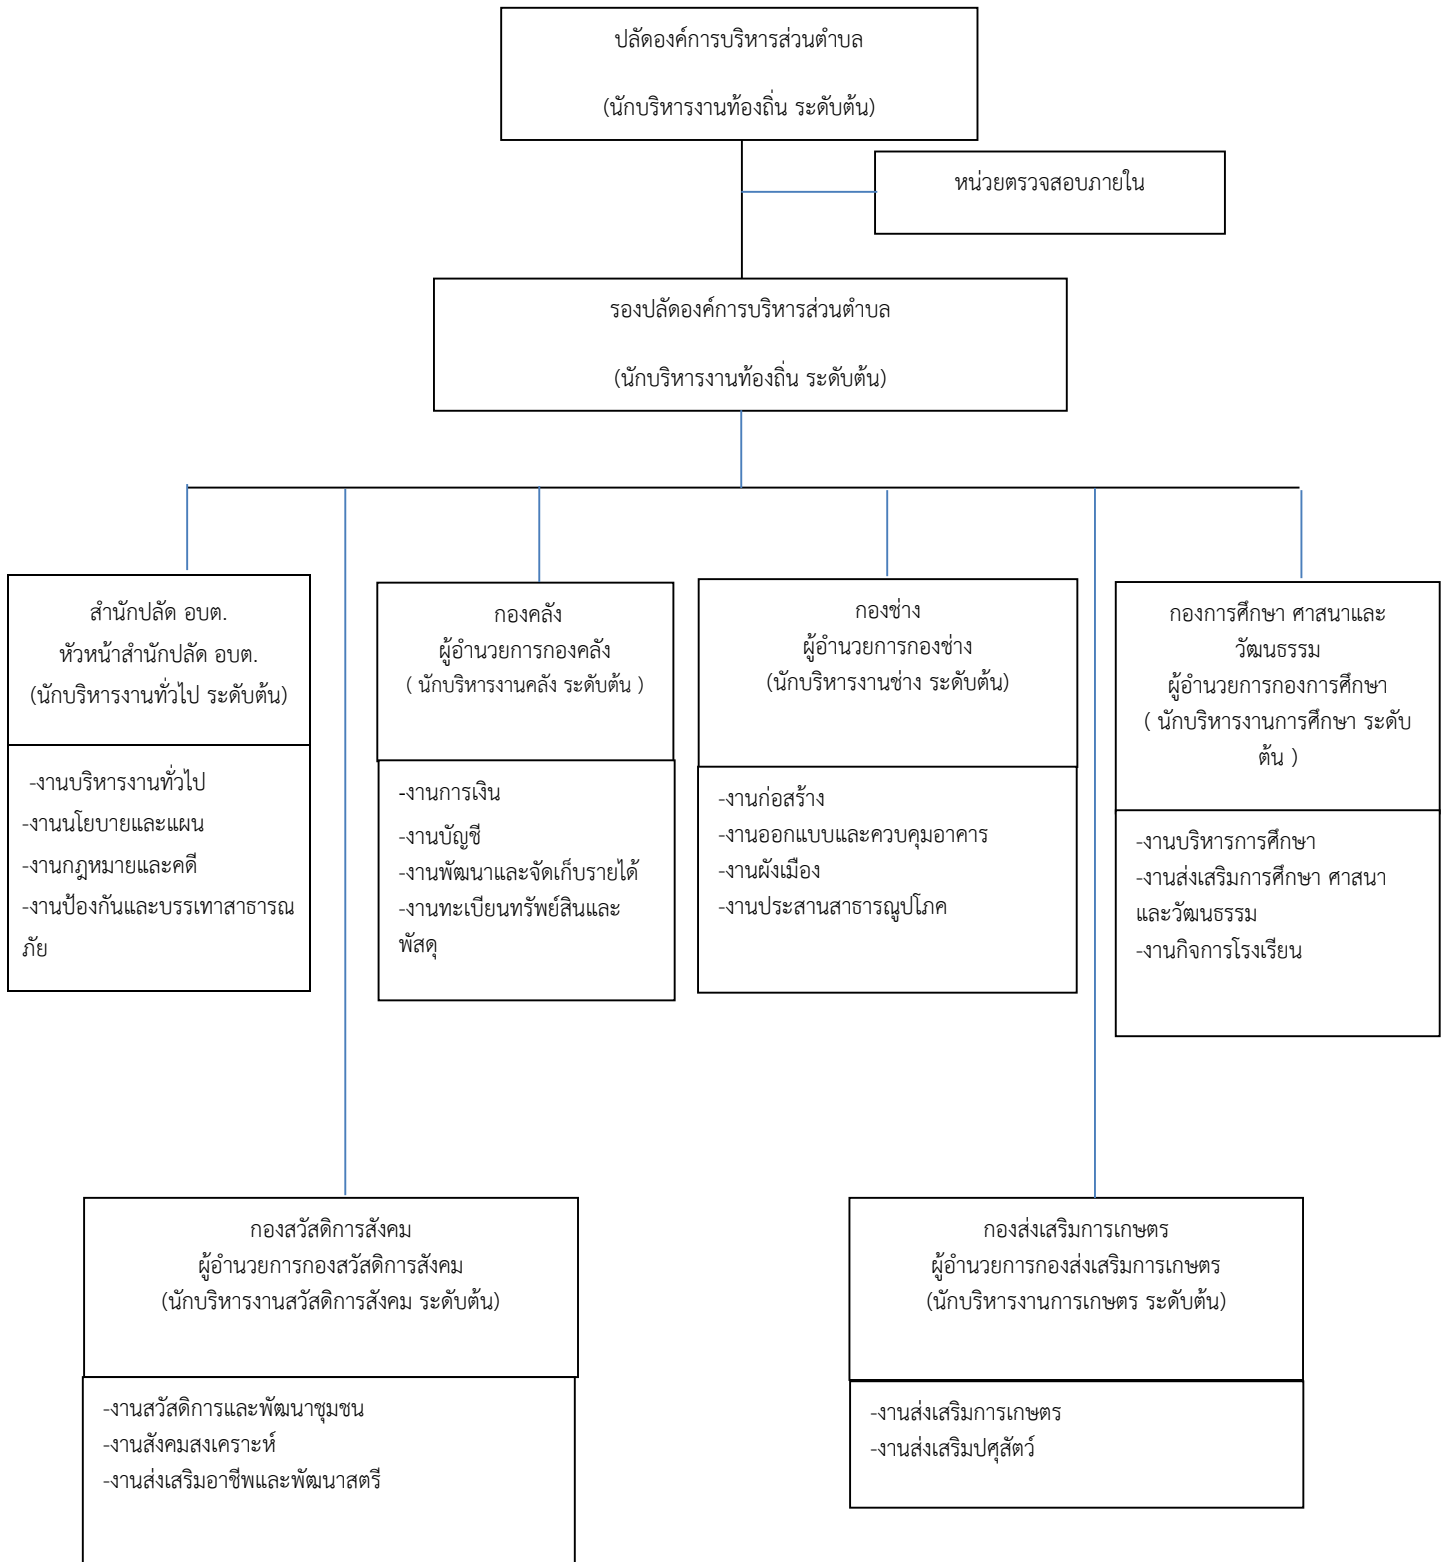 ปลัดองค์การบริหารส่วนตำบล
(นักบริหารงานท้องถิ่น ระดับต้น)
หน่วยตรวจสอบภายใน
รองปลัดองค์การบริหารส่วนตำบล
(นักบริหารงานท้องถิ่น ระดับต้น)
สำนักปลัด อบต.
หัวหน้าสำนักปลัด อบต.
(นักบริหารงานทั่วไป ระดับต้น)
-งานบริหารงานทั่วไป
-งานนโยบายและแผน
-งานกฎหมายและคดี
-งานป้องกันและบรรเทาสาธารณ
ภัย
กองคลัง
ผู้อำนวยการกองคลัง
( นักบริหารงานคลัง ระดับต้น )
-งานการเงิน
-งานบัญชี
-งานพัฒนาและจัดเก็บรายได้
-งานทะเบียนทรัพย์สินและ
พัสดุ
กองช่าง
ผู้อำนวยการกองช่าง
(นักบริหารงานช่าง ระดับต้น)
-งานก่อสร้าง
-งานออกแบบและควบคุมอาคาร
-งานผังเมือง
-งานประสานสาธารณูปโภค
กองการศึกษา ศาสนาและ
วัฒนธรรม
ผู้อำนวยการกองการศึกษา
( นักบริหารงานการศึกษา ระดับ
ต้น )
-งานบริหารการศึกษา
-งานส่งเสริมการศึกษา ศาสนา
และวัฒนธรรม
-งานกิจการโรงเรียน
กองสวัสดิการสังคม
ผู้อำนวยการกองสวัสดิการสังคม
(นักบริหารงานสวัสดิการสังคม ระดับต้น)
-งานสวัสดิการและพัฒนาชุมชน
-งานสังคมสงเคราะห์
-งานส่งเสริมอาชีพและพัฒนาสตรี
กองส่งเสริมการเกษตร
ผู้อำนวยการกองส่งเสริมการเกษตร
(นักบริหารงานการเกษตร ระดับต้น)
-งานส่งเสริมการเกษตร
-งานส่งเสริมปศุสัตว์